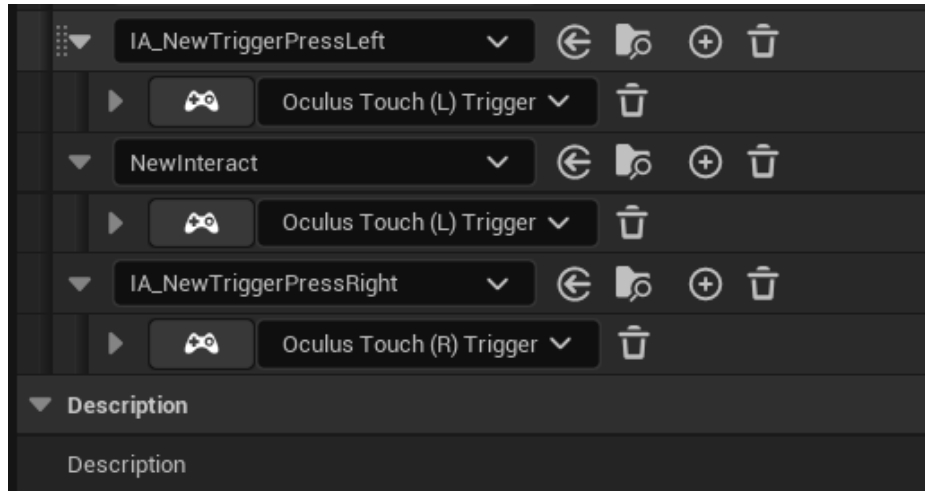 IA_NewTriggerPressLeft
Oculus Touch (L) Trigger
NewInteract
Oculus Touch (L) Trigger
IA_NewTriggerPressRight
Oculus Touch (R) Trigger
Description
Description